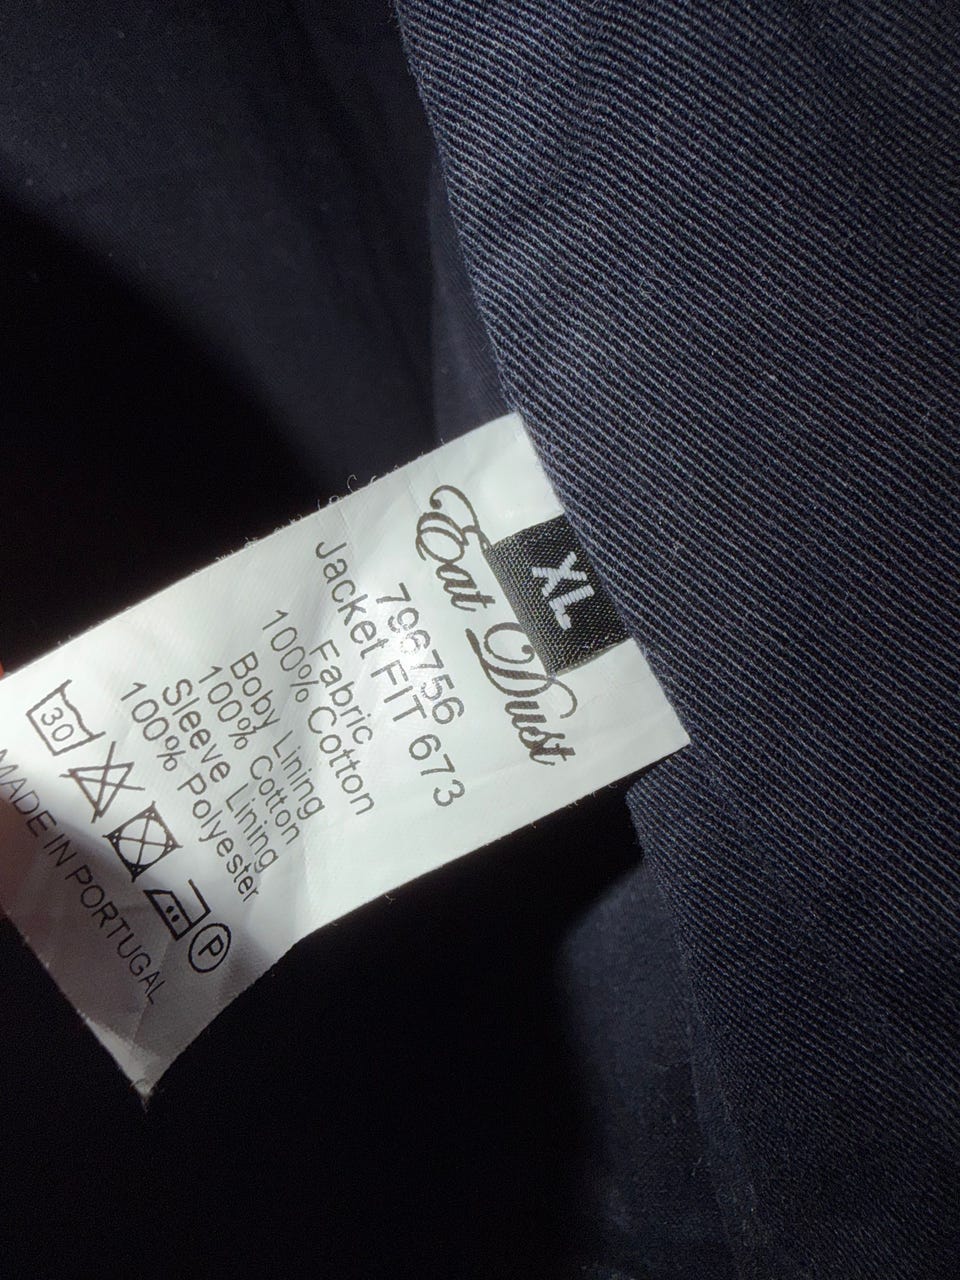 XL
Eat Dust
796756
Jacket FIT 673
Fabric
100% Cotton
Boby Lining
100% Cotton
Sleeve Lining
100% Polyester
30
P
MADE IN PORTUGAL